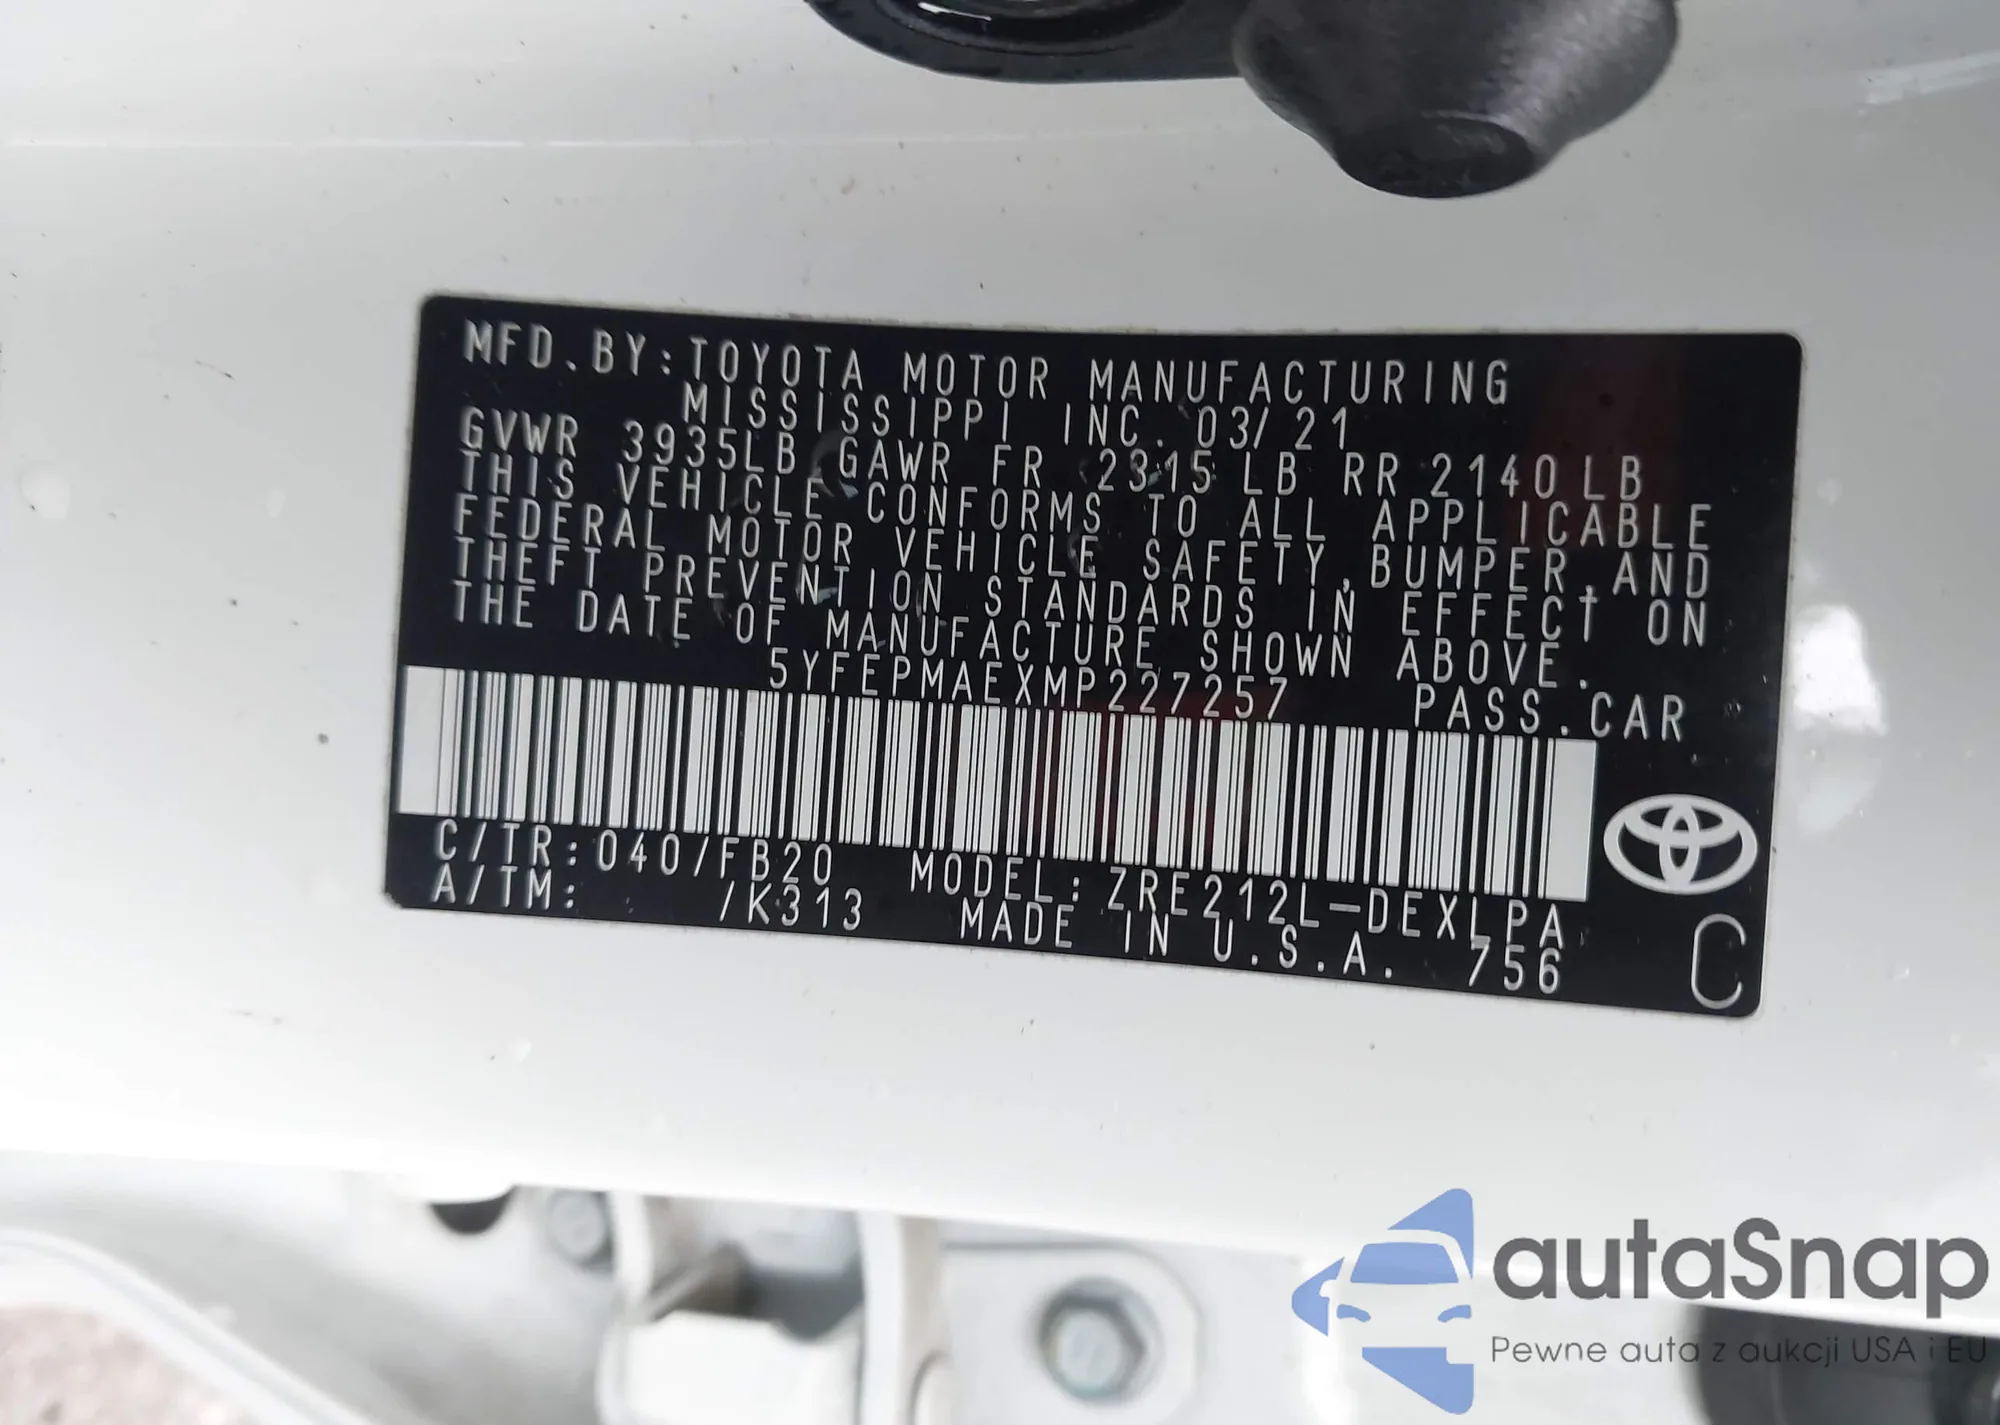 MFD.BY:TOYOTA MOTOR MANUFACTURING
MISSISSIPPI INC. 03/21
GVWR 3935LB GAWR FR 2315LB RR 2140LB
THIS VEHICLE CONFORMS TO ALL APPLICABLE
FEDERAL MOTOR VEHICLE SAFETY,BUMPER,AND
THEFT PREVENTION STANDARDS IN EFFECT ON
THE DATE OF MANUFACTURE SHOWN ABOVE.
5YFEPMAEXMP227257 PASS.CAR
C/TR:040/FB20 MODEL:ZRE212L-DEXLPA
A/TM: /K313 MADE IN U.S.A. 756
C
autaSnap
Pewne auta z aukcji USA i EU